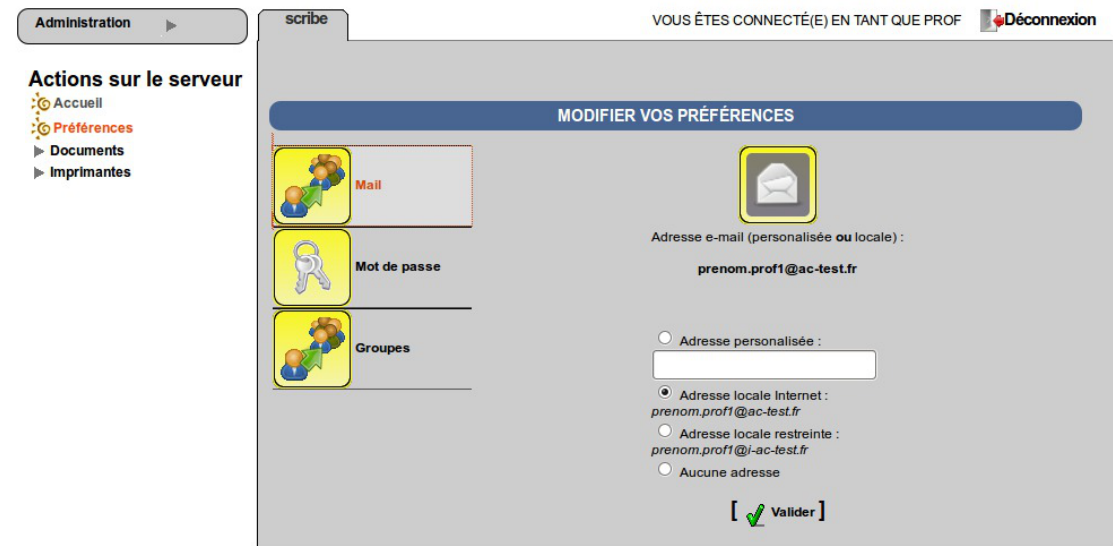 Administration
scribe
VOUS ÊTES CONNECTÉ(E) EN TANT QUE PROF
Déconnexion
Actions sur le serveur
Accueil
Préférences
Documents
Imprimantes
MODIFIER VOS PRÉFÉRENCES
Mail
Mot de passe
Groupes
Adresse e-mail (personalisée ou locale) :
prenom.prof1@ac-test.fr
Adresse personalisée :
Adresse locale Internet :
prenom.prof1@ac-test.fr
Adresse locale restreinte :
prenom.prof1@i-ac-test.fr
Aucune adresse
[ Valider ]